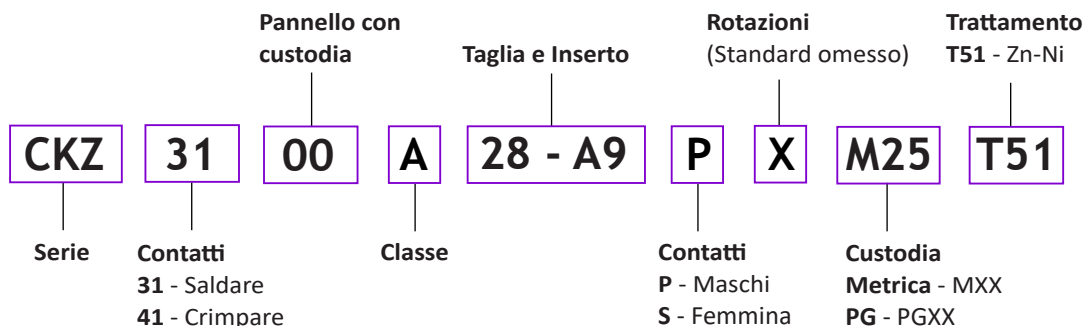 Pannello con
custodia
Taglia e Inserto
Rotazioni
(Standard omesso)
Trattamento
T51 - Zn-Ni
CKZ 31 00 A 28 - A9 P X M25 T51
Serie
Contatti
31 - Saldare
41 - Crimpare
Classe
Contatti
P - Maschi
S - Femmina
Custodia
Metrica - MXX
PG - PGXX